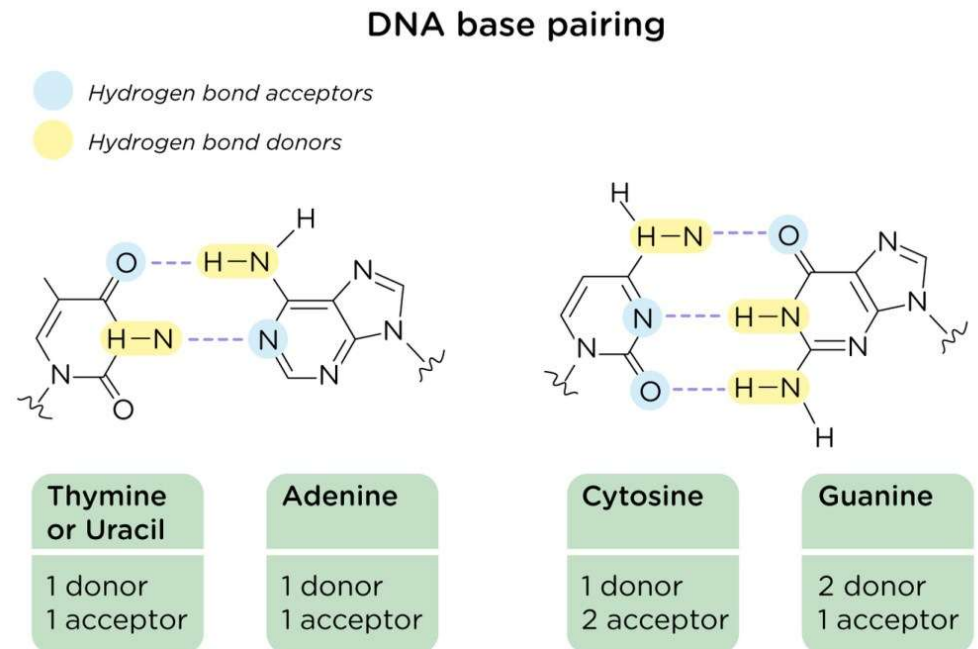 DNA base pairing
Hydrogen bond acceptors
Hydrogen bond donors
H
O H–N
N
N
H–N N
N
N
O
N
H
H–N O
N
N H–N
N
N
N
O H–N
H
Thymine
or Uracil
1 donor
1 acceptor
Adenine
1 donor
1 acceptor
Cytosine
1 donor
2 acceptor
Guanine
2 donor
1 acceptor